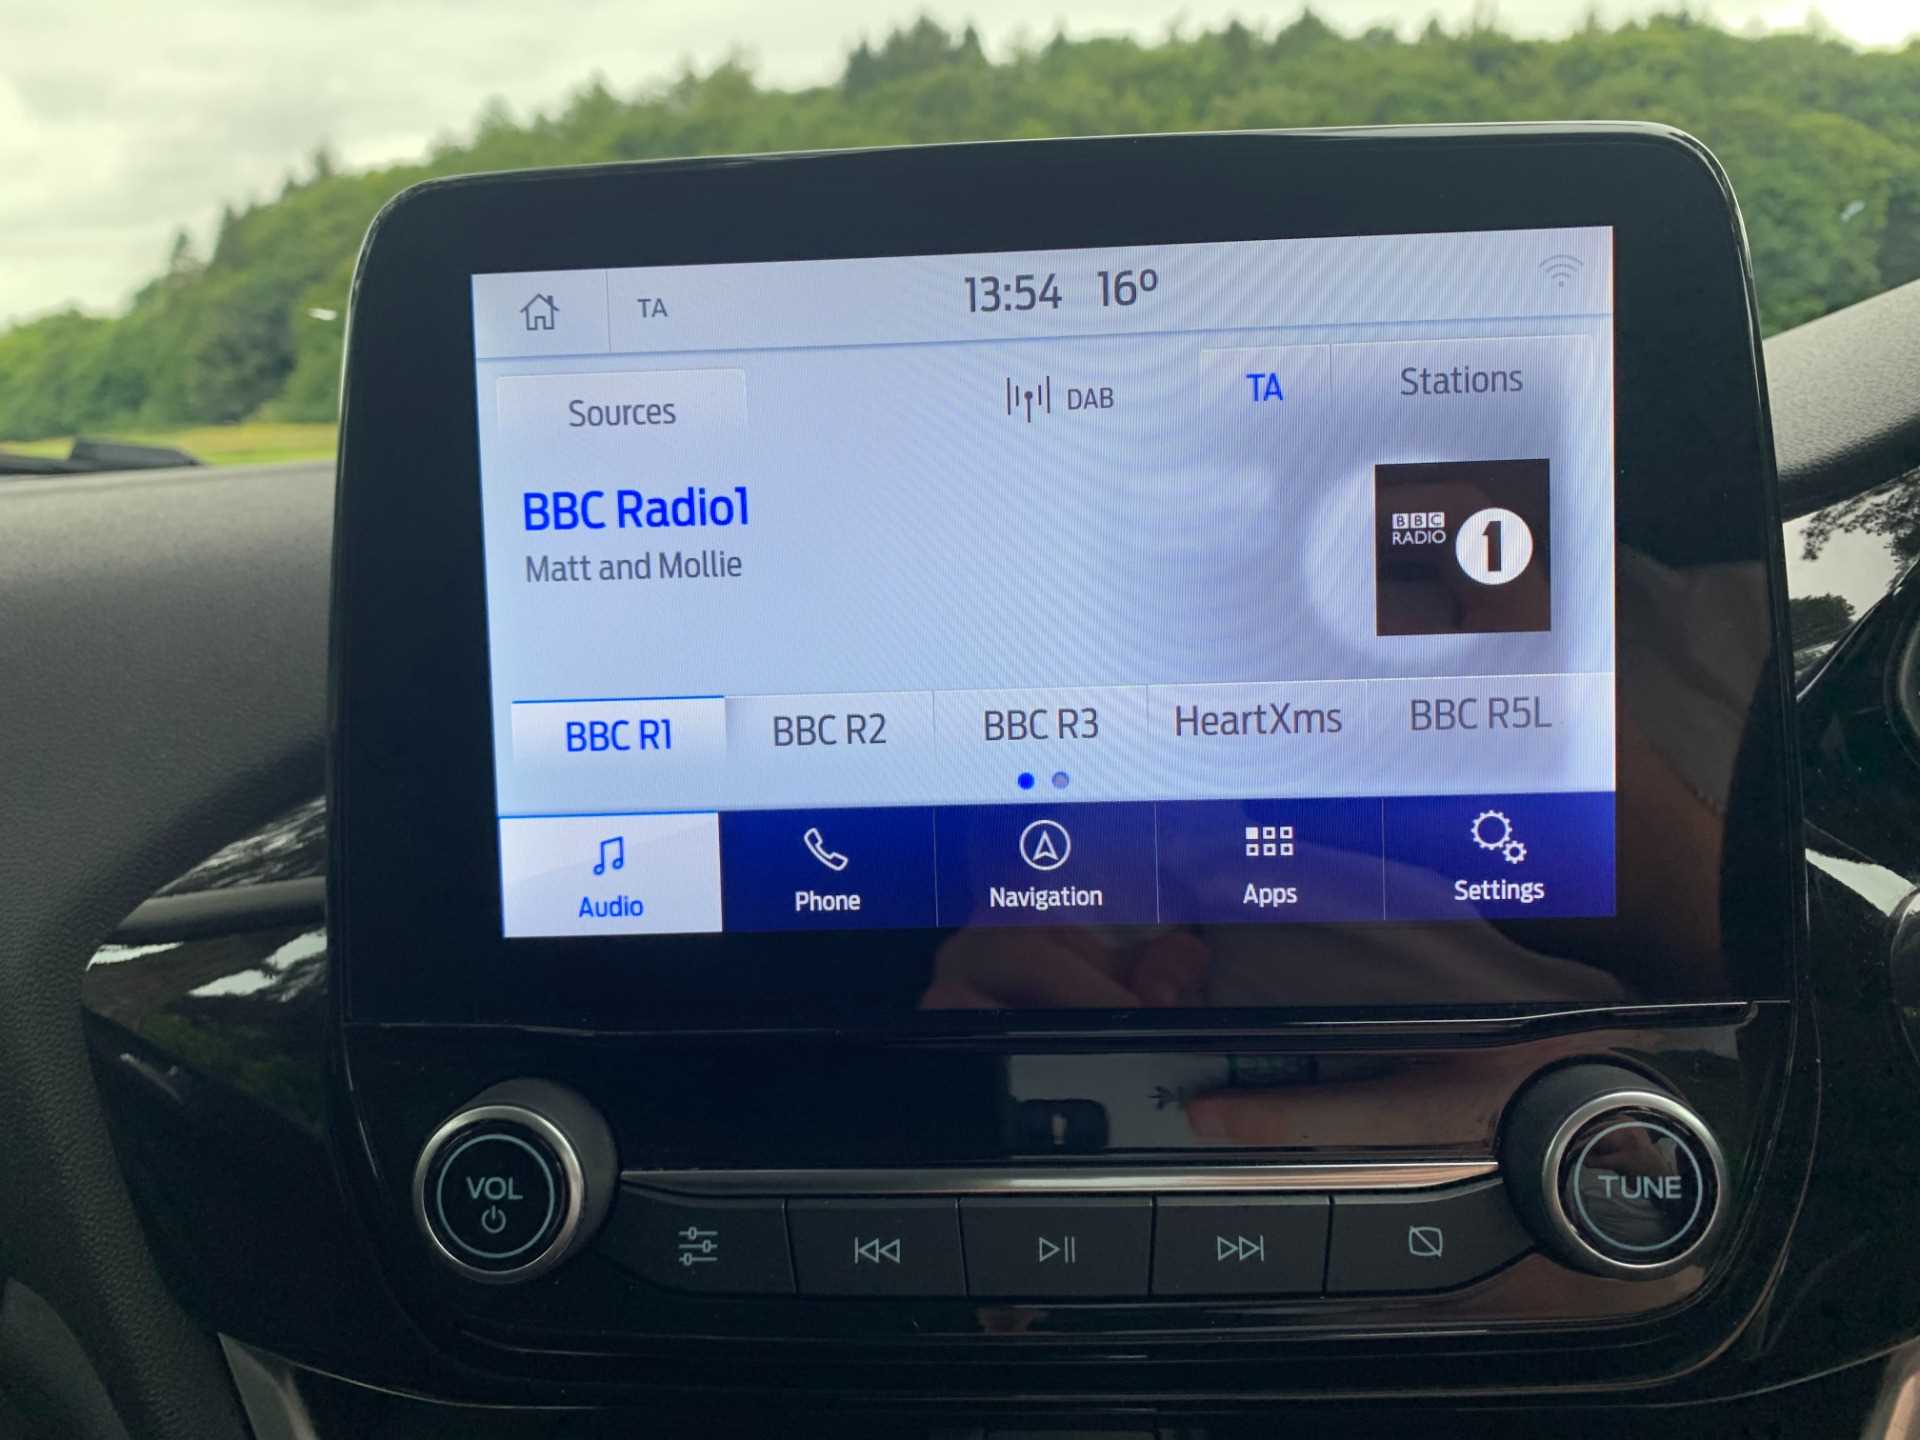 TA 13:54 16º
Sources DAB TA Stations
BBC Radio1
Matt and Mollie
BBC
RADIO 1
BBC R1 BBC R2 BBC R3 HeartXms BBC R5L
Audio Phone Navigation Apps Settings
VOL TUNE